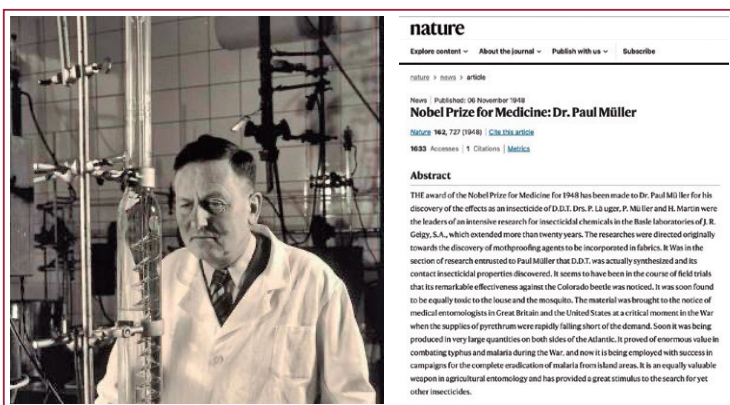 nature
Explore content About the journal Publish with us Subscribe
nature > news > article
News | Published: 06 November 1948
Nobel Prize for Medicine: Dr. Paul Müller
Nature 162, 727 (1948) | Cite this article
1633 Accesses | 1 Citations | Metrics
Abstract
THE award of the Nobel Prize for Medicine for 1948 has been made to Dr. Paul Mü ller for his
discovery of the effects as an insecticide of D.D.T. Drs. P. Lä uger, P. Mü ller and H. Martin were
the leaders of an intensive research for insecticidal chemicals in the Basle laboratories of J. R.
Geigy, S.A., which extended more than twenty years. The researches were directed originally
towards the discovery of mothproofing agents to be incorporated in fabrics. It Was in the
section of research entrusted to Paul Müller that D.D.T. was actually synthesized and its
contact insecticidal properties discovered. It seems to have been in the course of field trials
that its remarkable effectiveness against the Colorado beetle was noticed. It was soon found
to be equally toxic to the louse and the mosquito. The material was brought to the notice of
medical entomologists in Great Britain and the United States at a critical moment in the War
when the supplies of pyrethrum were rapidly falling short of the demand. Soon it was being
produced in very large quantities on both sides of the Atlantic. It proved of enormous value in
combating typhus and malaria during the War, and now it is being employed with success in
campaigns for the complete eradication of malaria from island areas. It is an equally valuable
weapon in agricultural entomology and has provided a great stimulus to the search for yet
other insecticides.